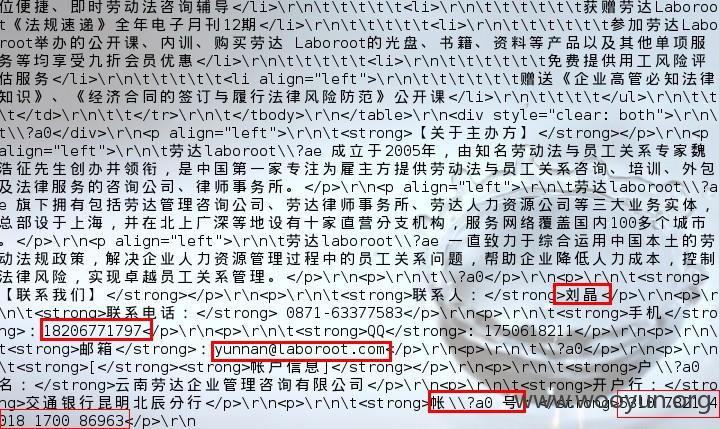 位便捷、即时劳动法咨询辅导</li>\r\n\t\t\t\t\t\t<li align="left">\r\n\t\t\t\t\t\t\t获赠劳达Laboroo
t《法规速递》全年电子月刊12期</li>\r\n\t\t\t\t\t\t<li align="left">\r\n\t\t\t\t\t\t\t参加劳达Labo
root举办的公开课、内训、购买劳达 Laboroot的光盘、书籍、资料等产品以及其他单项服
务等均享受九折会员优惠</li>\r\n\t\t\t\t\t\t<li align="left">\r\n\t\t\t\t\t\t\t免费提供用工风险评
估服务</li>\r\n\t\t\t\t\t\t<li align="left">\r\n\t\t\t\t\t\t\t赠送《企业高管必知法律
知识》、《经济合同的签订与履行法律风险防范》公开课</li>\r\n\t\t\t\t\t</ul>\r\n\t\t\t
\t</td>\r\n\t\t\t</tr>\r\n\t\t</tbody>\r\n\t</table>\r\n<div style="clear: both">\r\n\t
\t\\?a0</div>\r\n<p align="left">\r\n\t<strong>【关于主办方】</strong></p>\r\n<p
align="left">\r\n\t劳达laboroot\\?ae 成立于2005年，由知名劳动法与员工关系专家魏
浩征先生创办并领衔，是中国第一家专注为雇主方提供劳动法与员工关系咨询、培训、外包
及法律服务的咨询公司、律师事务所。</p>\r\n<p align="left">\r\n\t劳达laboroot\\?a
e 旗下拥有包括劳达管理咨询公司、劳达律师事务所、劳达人力资源公司等三大业务实体，
总部设于上海，并在北上广深等地设有十家直营分支机构，服务网络覆盖国内100多个城市
。</p>\r\n<p align="left">\r\n\t劳达laboroot\\?ae 一直致力于综合运用中国本土的劳
动法规政策，解决企业人力资源管理过程中的员工关系问题，帮助企业降低人力成本，控制
法律风险，实现卓越员工关系管理。</p>\r\n<p>\r\n\t\\?a0</p>\r\n<p>\r\n\t<strong>
【联系我们】</strong></p>\r\n<p>\r\n\t<strong>联系人：</strong>刘晶</p>\r\n<p>\r\
n\t<strong>联系电话：</strong> 0871-63377583</p>\r\n<p>\r\n\t<strong>手机</stro
ng>：18206771797</p>\r\n<p>\r\n\t<strong>QQ</strong>：1750618211</p>\r\n<p>\r\n\
t<strong>邮箱</strong>：yunnan@laboroot.com</p>\r\n<p>\r\n\t\\?a0</p>\r\n<p>\r\n
\t<strong>[</strong><strong>帐户信息]</strong></p>\r\n<p>\r\n\t<strong>户\\?a0
名：</strong>云南劳达企业管理咨询有限公司</p>\r\n<p>\r\n\t<strong>开户行：</strong
>交通银行昆明北辰分行</p>\r\n<p>\r\n\t<strong>帐\\?a0 号
018 1700 86963</p>\r\n
www.wooyun.org